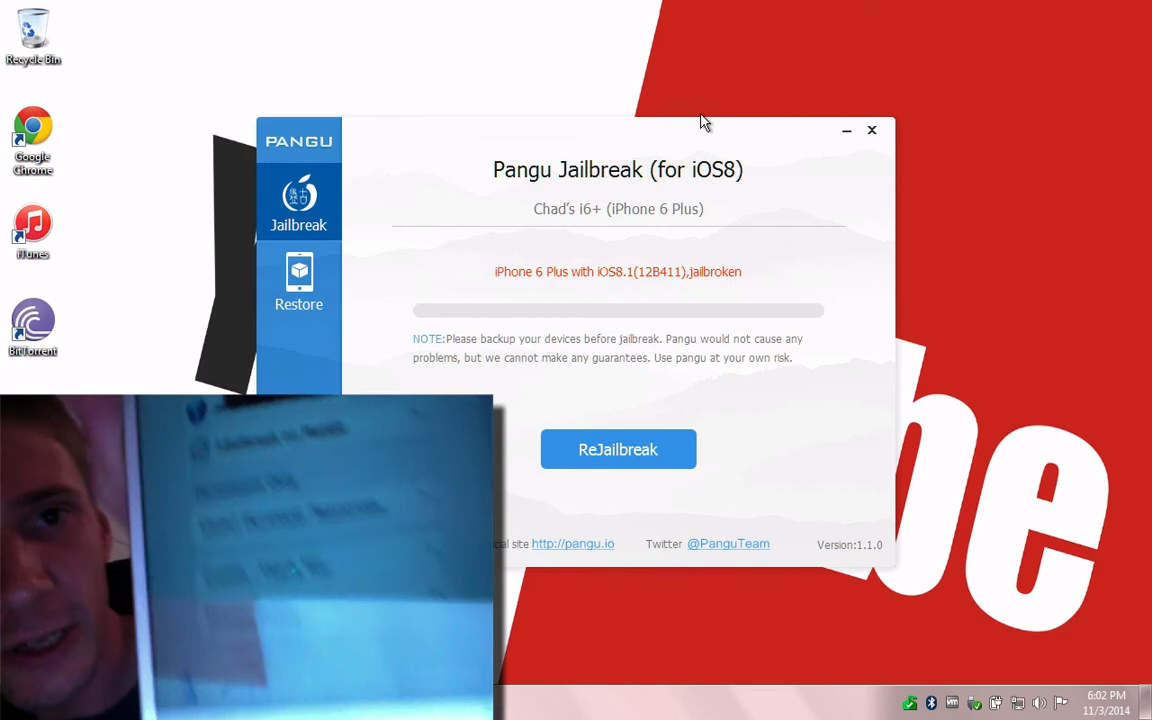 Recycle Bin
Google
Chrome
iTunes
BitTorrent
PANGU
Jailbreak
Restore
Pangu Jailbreak (for iOS8)
Chad's i6+ (iPhone 6 Plus)
iPhone 6 Plus with iOS8.1(12B411),jailbroken
NOTE:Please backup your devices before jailbreak. Pangu would not cause any
problems, but we cannot make any guarantees. Use pangu at your own risk.
ReJailbreak
site http://pangu.io Twitter @PanguTeam Version:1.1.0
be
6:02 PM
11/3/2014